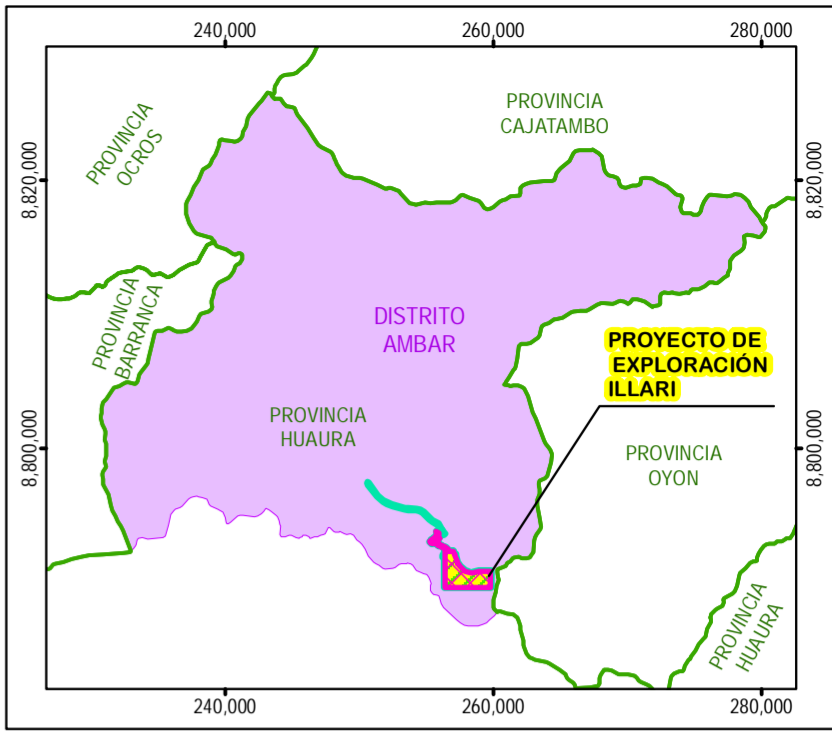 240,000
260,000
280,000
PROVINCIA
CAJATAMBO
PROVINCIA
OCROS
8,820,000
8,820,000
PROVINCIA
BARRANCA
DISTRITO
AMBAR
PROYECTO DE
EXPLORACIÓN
ILLARI
PROVINCIA
HUAURA
8,800,000
8,800,000
PROVINCIA
OYON
PROVINCIA
HUAURA
240,000
260,000
280,000